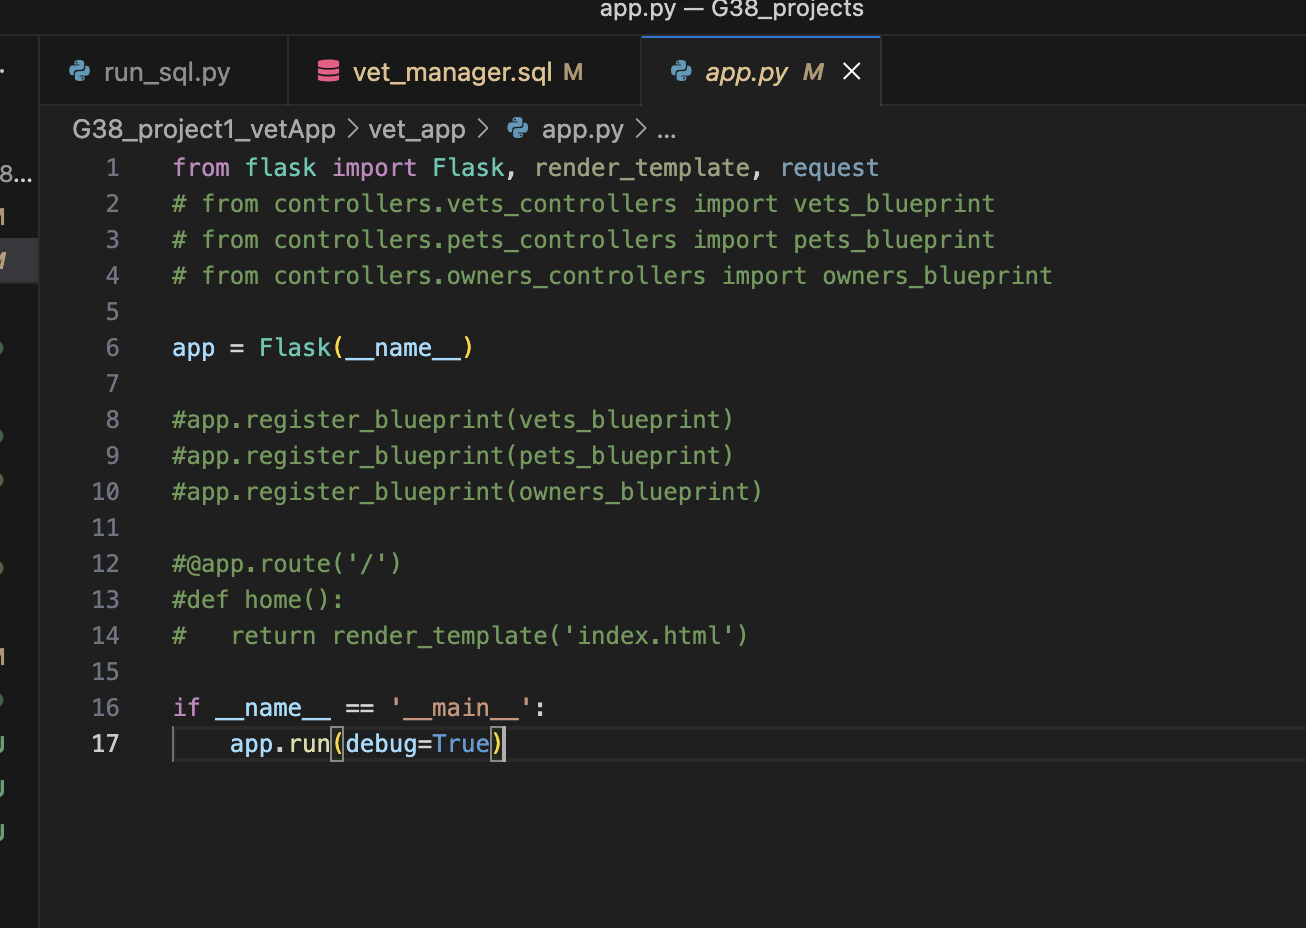 app.py — G38_projects
run_sql.py
vet_manager.sql M
app.py M
G38_project1_vetApp > vet_app > app.py > ...
8...
1 from flask import Flask, render_template, request
2 # from controllers.vets_controllers import vets_blueprint
3 # from controllers.pets_controllers import pets_blueprint
4 # from controllers.owners_controllers import owners_blueprint
5
6 app = Flask(__name__)
7
8 #app.register_blueprint(vets_blueprint)
9 #app.register_blueprint(pets_blueprint)
10 #app.register_blueprint(owners_blueprint)
11
12 #@app.route('/')
13 #def home():
14 #   return render_template('index.html')
15
16 if __name__ == '__main__':
17     app.run(debug=True)